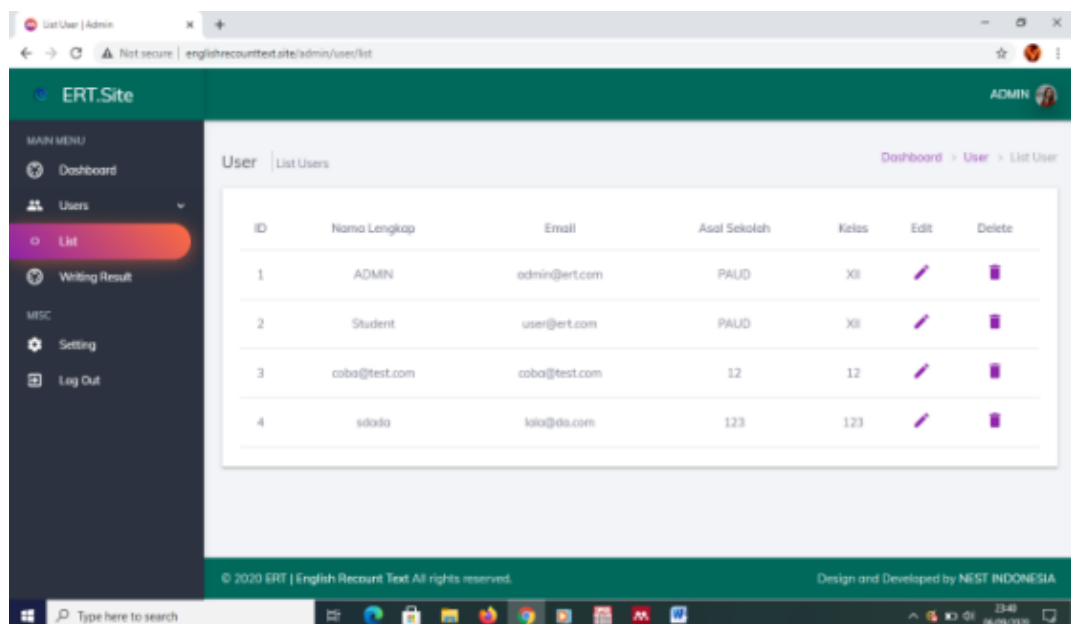 List User | Admin
Not secure | englishrecounttext.site/admin/user/list
ERT.Site
ADMIN
MAIN MENU
Dashboard
Users
List
Writing Result
MISC
Setting
Log Out
User | List Users
Dashboard > User > List User
ID Nama Lengkap Email Asal Sekolah Kelas Edit Delete
1 ADMIN admin@ert.com PAUD XII
2 Student user@ert.com PAUD XII
3 coba@test.com coba@test.com 12 12
4 sdada lala@da.com 123 123
© 2020 ERT | English Recount Text All rights reserved.
Design and Developed by NEST INDONESIA
Type here to search
23:40